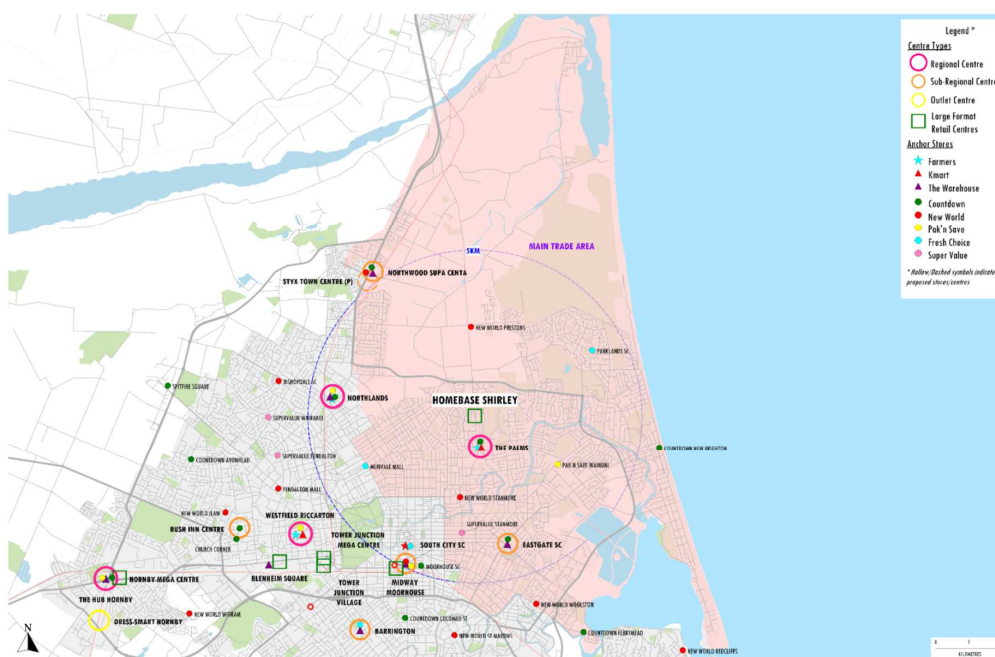 Legend *
Centre Types
Regional Centre
Sub-Regional Centre
Outlet Centre
Large Format
Retail Centres
Anchor Stores
Farmers
Kmart
The Warehouse
Countdown
New World
Pak'n Save
Fresh Choice
Super Value
* Hollow/Dashed symbols indicate
proposed stores/centres
5KM
MAIN TRADE AREA
NORTHWOOD SUPA CENTA
STYX TOWN CENTRE (P)
NEW WORLD PRESTONS
PARKLANDS SC
BISHOPDALE SC
SPITFIRE SQUARE
NORTHLANDS
HOMEBASE SHIRLEY
SUPERVALUE WAIRAKEI
THE PALMS
COUNTDOWN NEW BRIGHTON
COUNTDOWN AVONHEAD
SUPERVALUE FENDALTON
MERIVALE MALL
PAK N SAVE WAINONI
FENDALTON MALL
NEW WORLD STANMORE
NEW WORLD ILAM
WESTFIELD RICCARTON
BUSH INN CENTRE
SUPERVALUE STANMORE
CHURCH CORNER
TOWER JUNCTION
MEGA CENTRE
SOUTH CITY SC
EASTGATE SC
MOORHOUSE SC
HORNBY MEGA CENTRE
BLENHEIM SQUARE
TOWER
JUNCTION
VILLAGE
MIDWAY
MOORHOUSE
THE HUB HORNBY
DRESS-SMART HORNBY
NEW WORLD WIGRAM
NEW WORLD WOOLSTON
COUNTDOWN COLOMBO ST
BARRINGTON
NEW WORLD ST MARTINS
COUNTDOWN FERRYMEAD
NEW WORLD REDCLIFFS
N
0 1
KILOMETRES